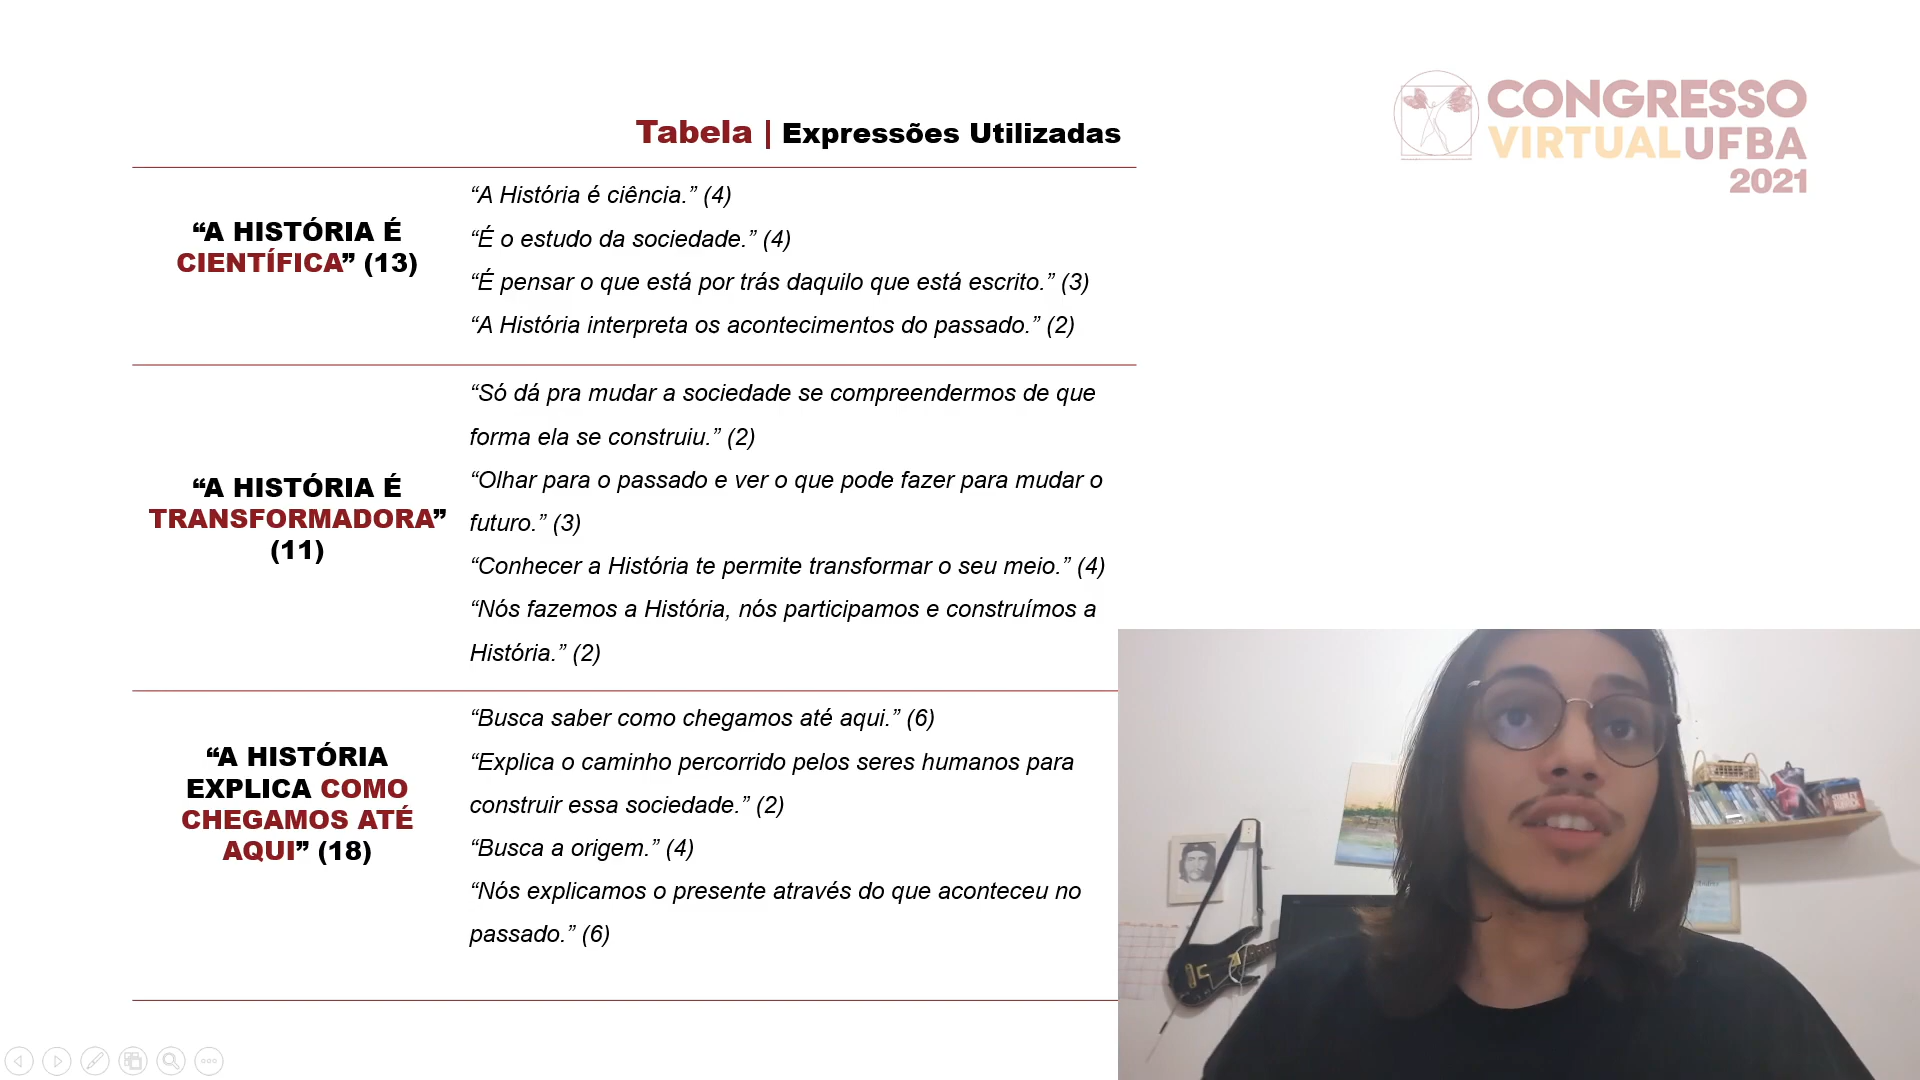 CONGRESSO
VIRTUALUFBA
2021
Tabela | Expressões Utilizadas
“A HISTÓRIA É
CIENTÍFICA” (13)
“A História é ciência.” (4)
“É o estudo da sociedade.” (4)
“É pensar o que está por trás daquilo que está escrito.” (3)
“A História interpreta os acontecimentos do passado.” (2)
“A HISTÓRIA É
TRANSFORMADORA”
(11)
“Só dá pra mudar a sociedade se compreendermos de que
forma ela se construiu.” (2)
“Olhar para o passado e ver o que pode fazer para mudar o
futuro.” (3)
“Conhecer a História te permite transformar o seu meio.” (4)
“Nós fazemos a História, nós participamos e construímos a
História.” (2)
“A HISTÓRIA
EXPLICA COMO
CHEGAMOS ATÉ
AQUI” (18)
“Busca saber como chegamos até aqui.” (6)
“Explica o caminho percorrido pelos seres humanos para
construir essa sociedade.” (2)
“Busca a origem.” (4)
“Nós explicamos o presente através do que aconteceu no
passado.” (6)